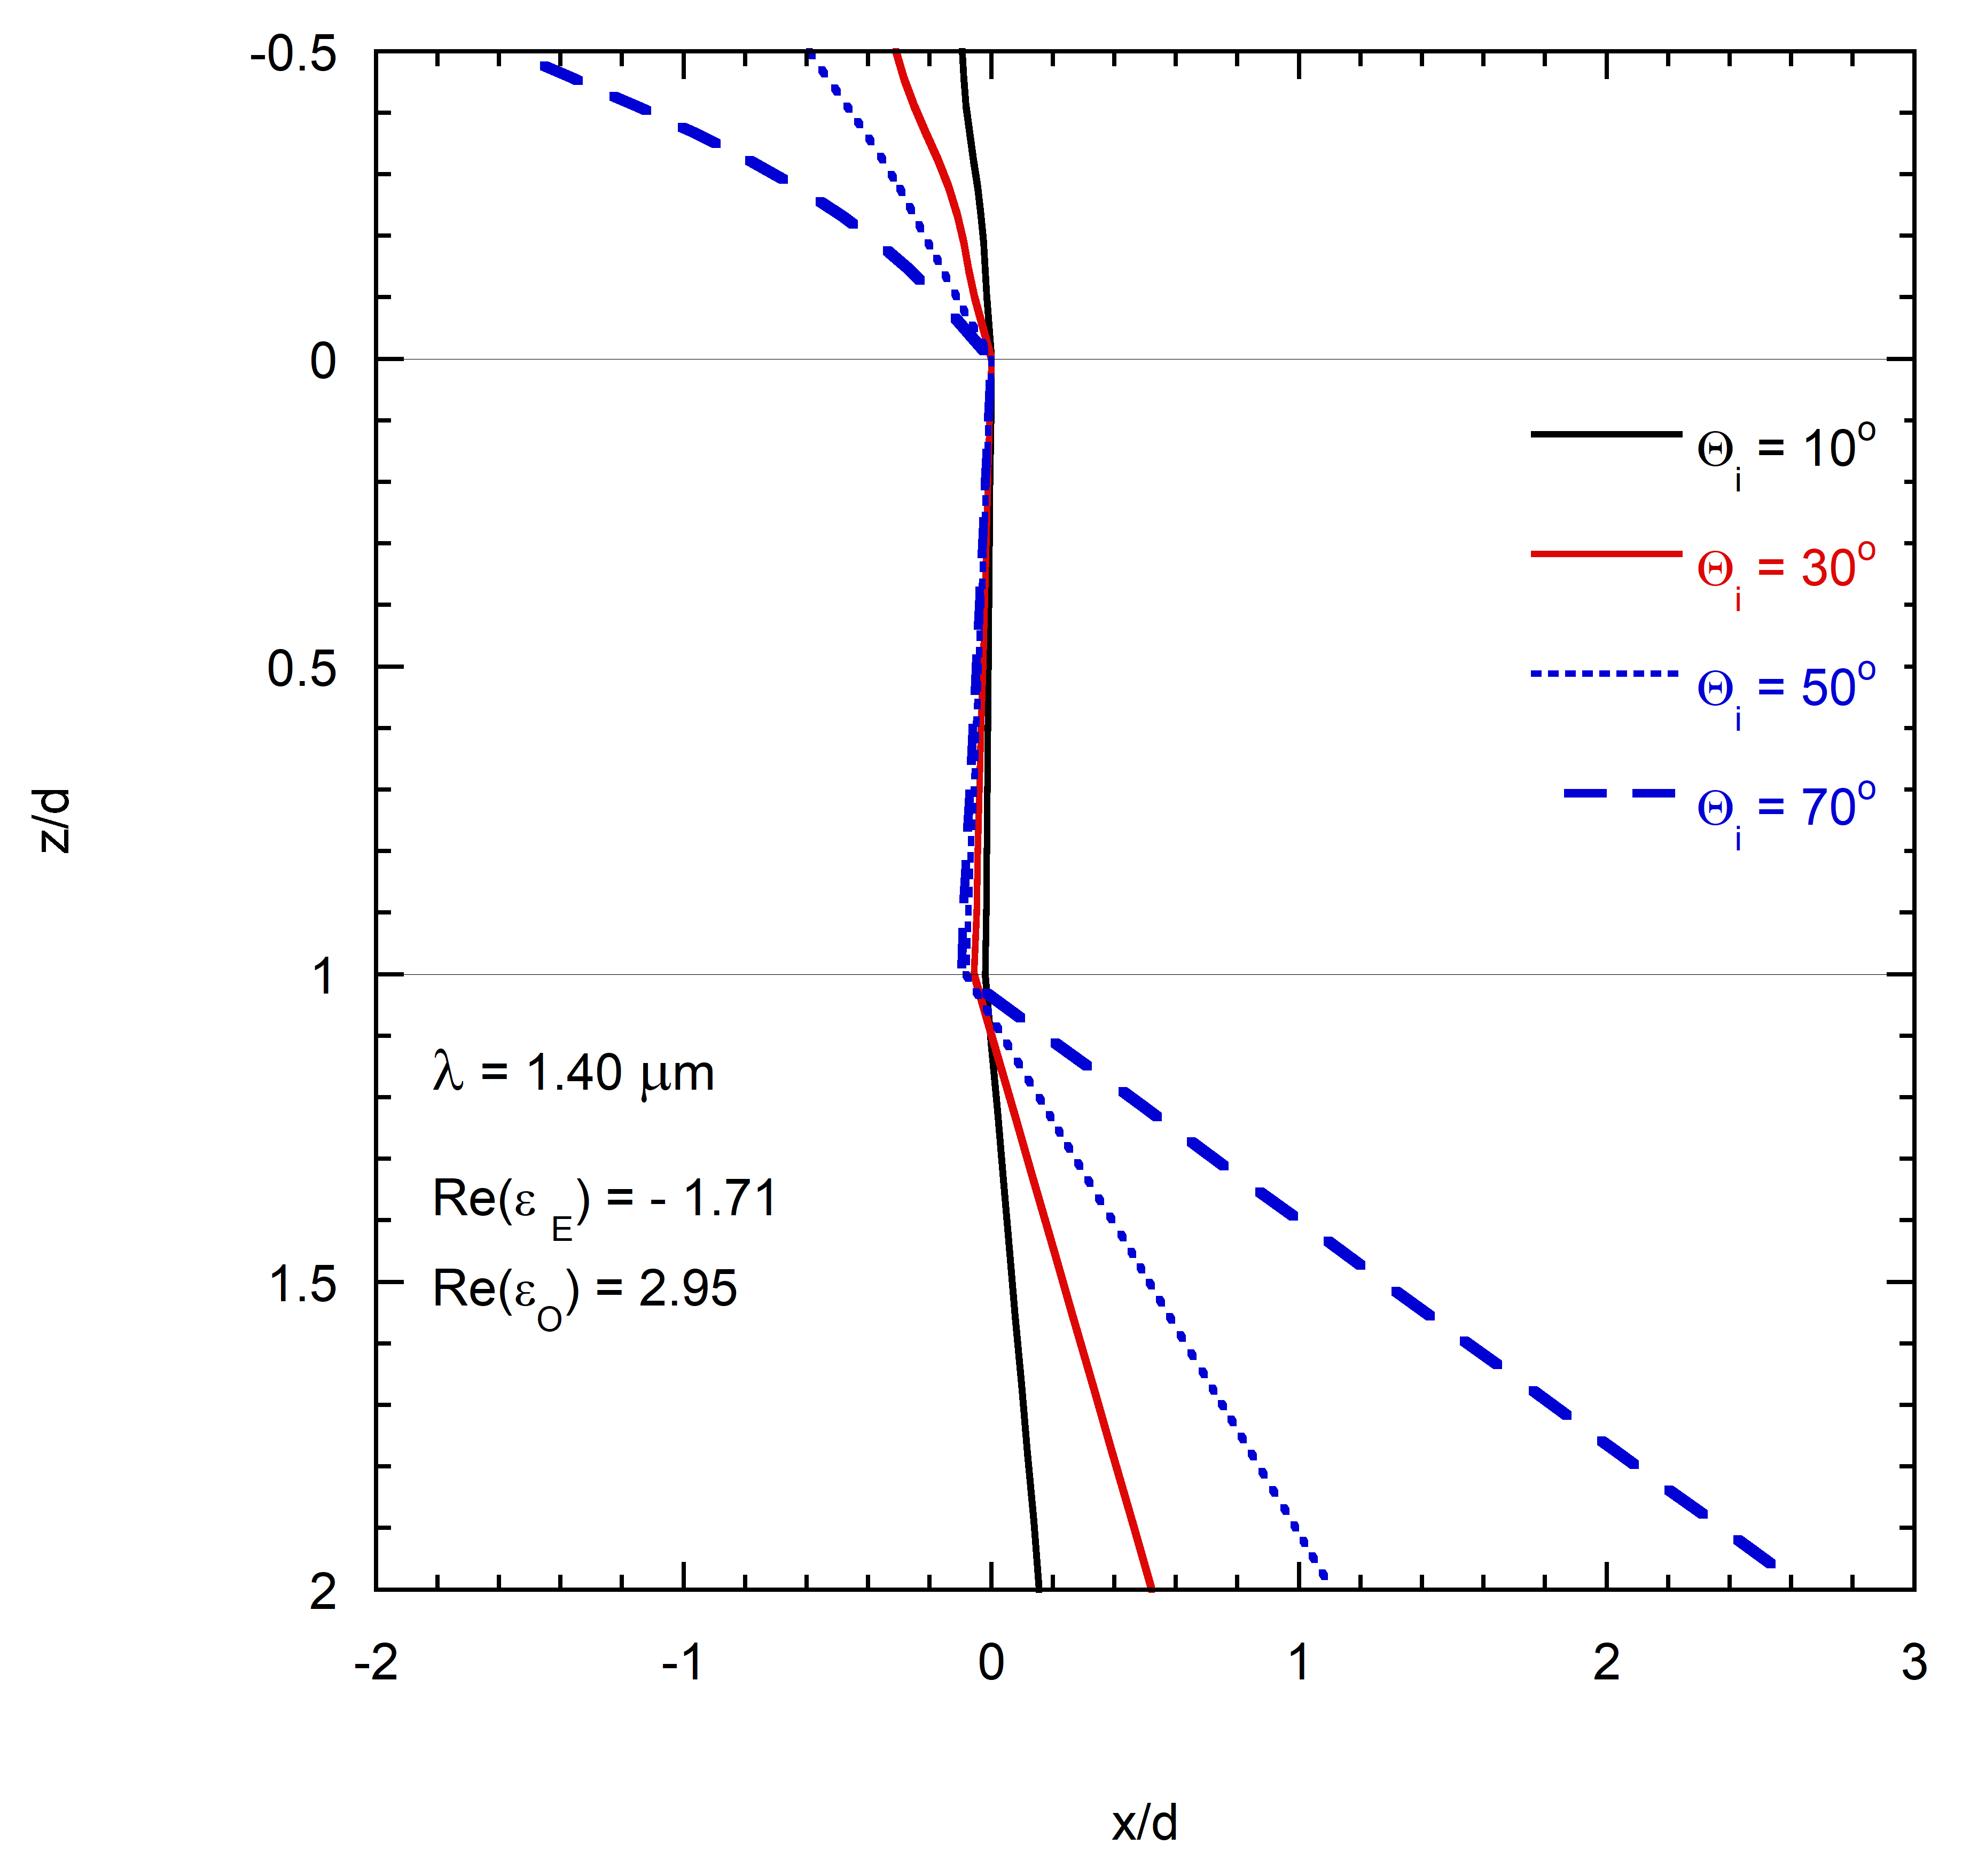 -0.5
0
0.5
1
1.5
2
z/d
Θi = 10o
Θi = 30o
Θi = 50o
Θi = 70o
λ = 1.40 μm
Re(ε E) = - 1.71
Re(εO) = 2.95
-2 -1 0 1 2 3
x/d